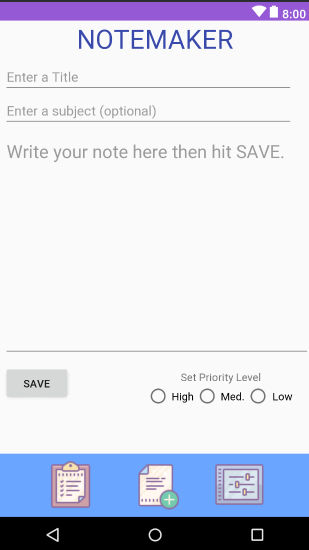 8:00
NOTEMAKER
Enter a Title
Enter a subject (optional)
Write your note here then hit SAVE.
Set Priority Level
SAVE
High Med. Low